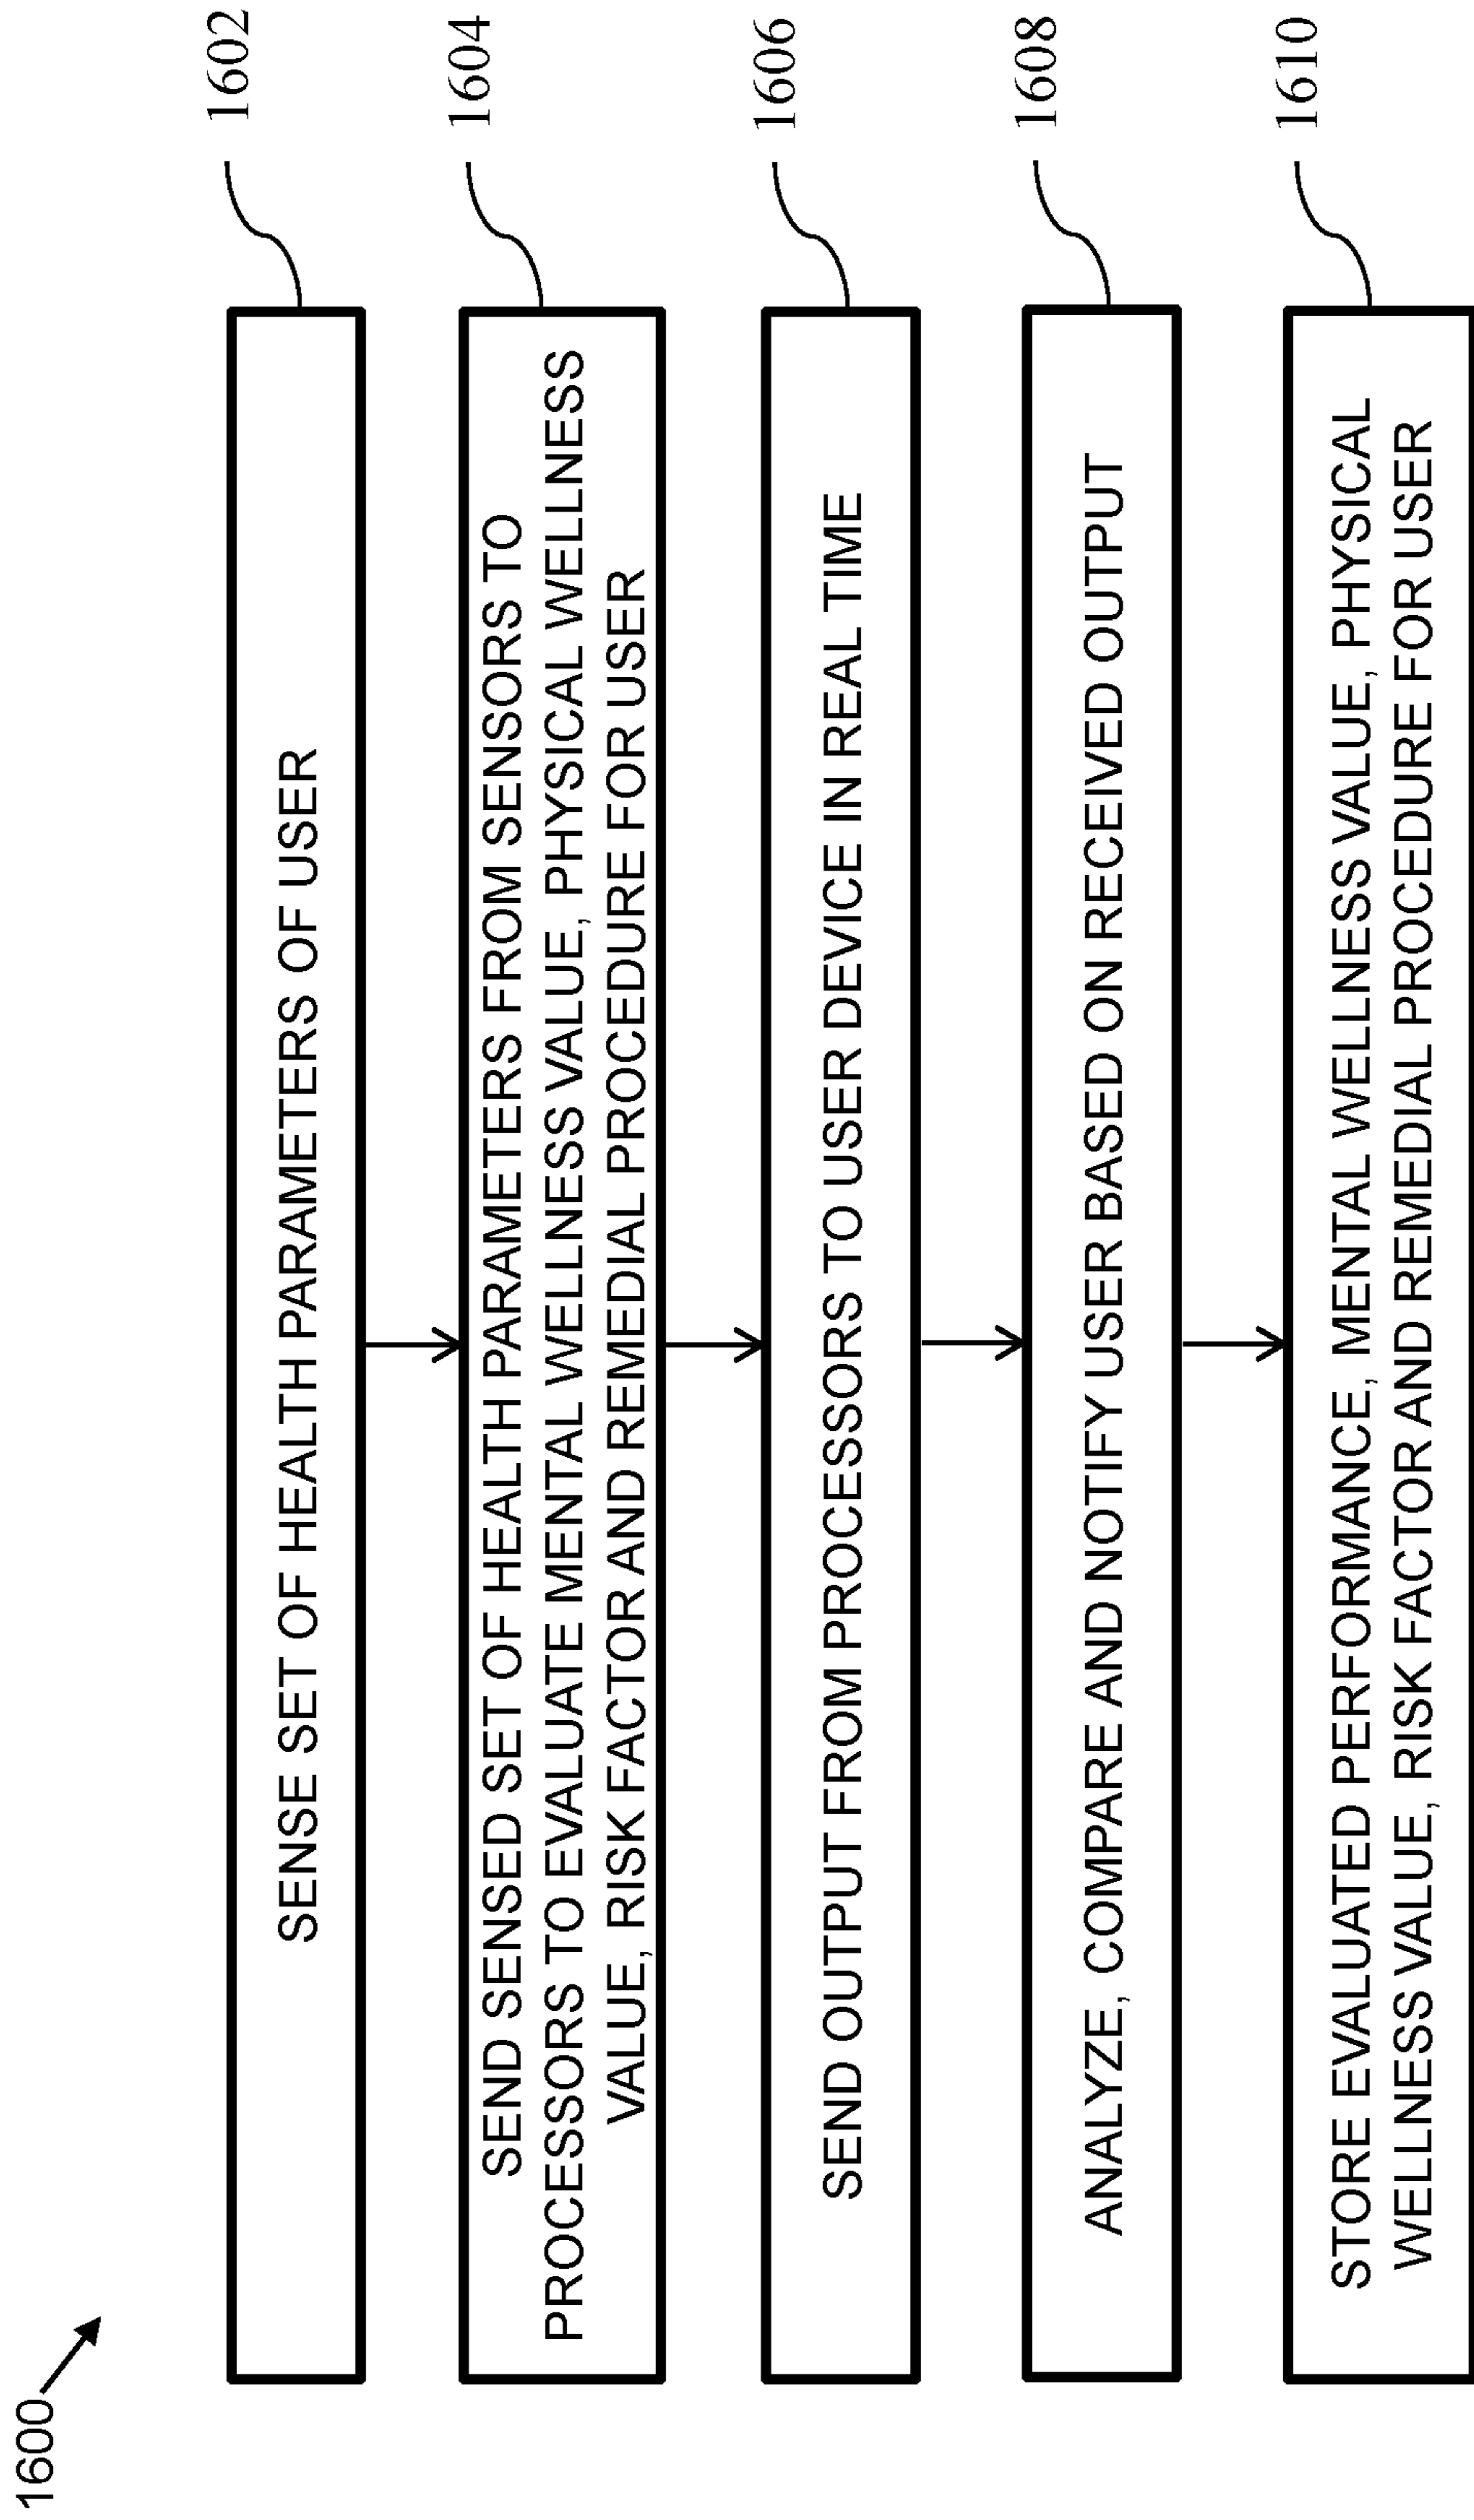 1600
SENSE SET OF HEALTH PARAMETERS OF USER
1602
SEND SENSED SET OF HEALTH PARAMETERS FROM SENSORS TO
PROCESSORS TO EVALUATE MENTAL WELLNESS VALUE, PHYSICAL WELLNESS
VALUE, RISK FACTOR AND REMEDIAL PROCEDURE FOR USER
1604
SEND OUTPUT FROM PROCESSORS TO USER DEVICE IN REAL TIME
1606
ANALYZE, COMPARE AND NOTIFY USER BASED ON RECEIVED OUTPUT
1608
STORE EVALUATED PERFORMANCE, MENTAL WELLNESS VALUE, PHYSICAL
WELLNESS VALUE, RISK FACTOR AND REMEDIAL PROCEDURE FOR USER
1610